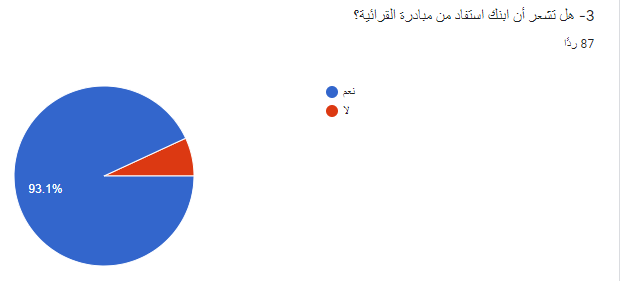 3- هل تشعر أن ابنك استفاد من مبادرة القرائية؟
87 ردًا
نعم
لا
93.1%